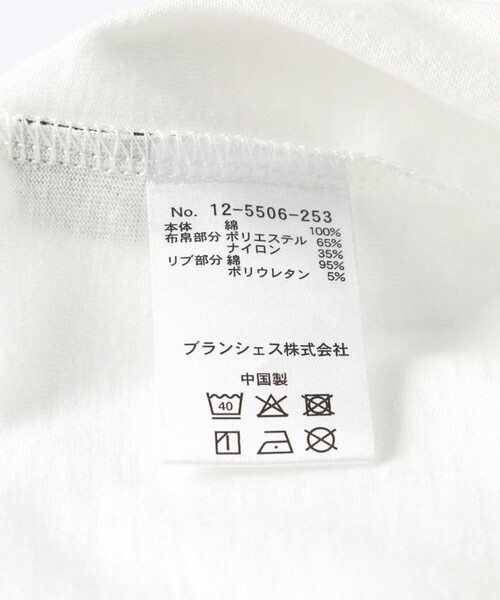 No. 12-5506-253
本体 綿 100%
布帛部分 ポリエステル 65%
ナイロン 35%
リブ部分 綿 95%
ポリウレタン 5%
ブランシェス株式会社
中国製
40